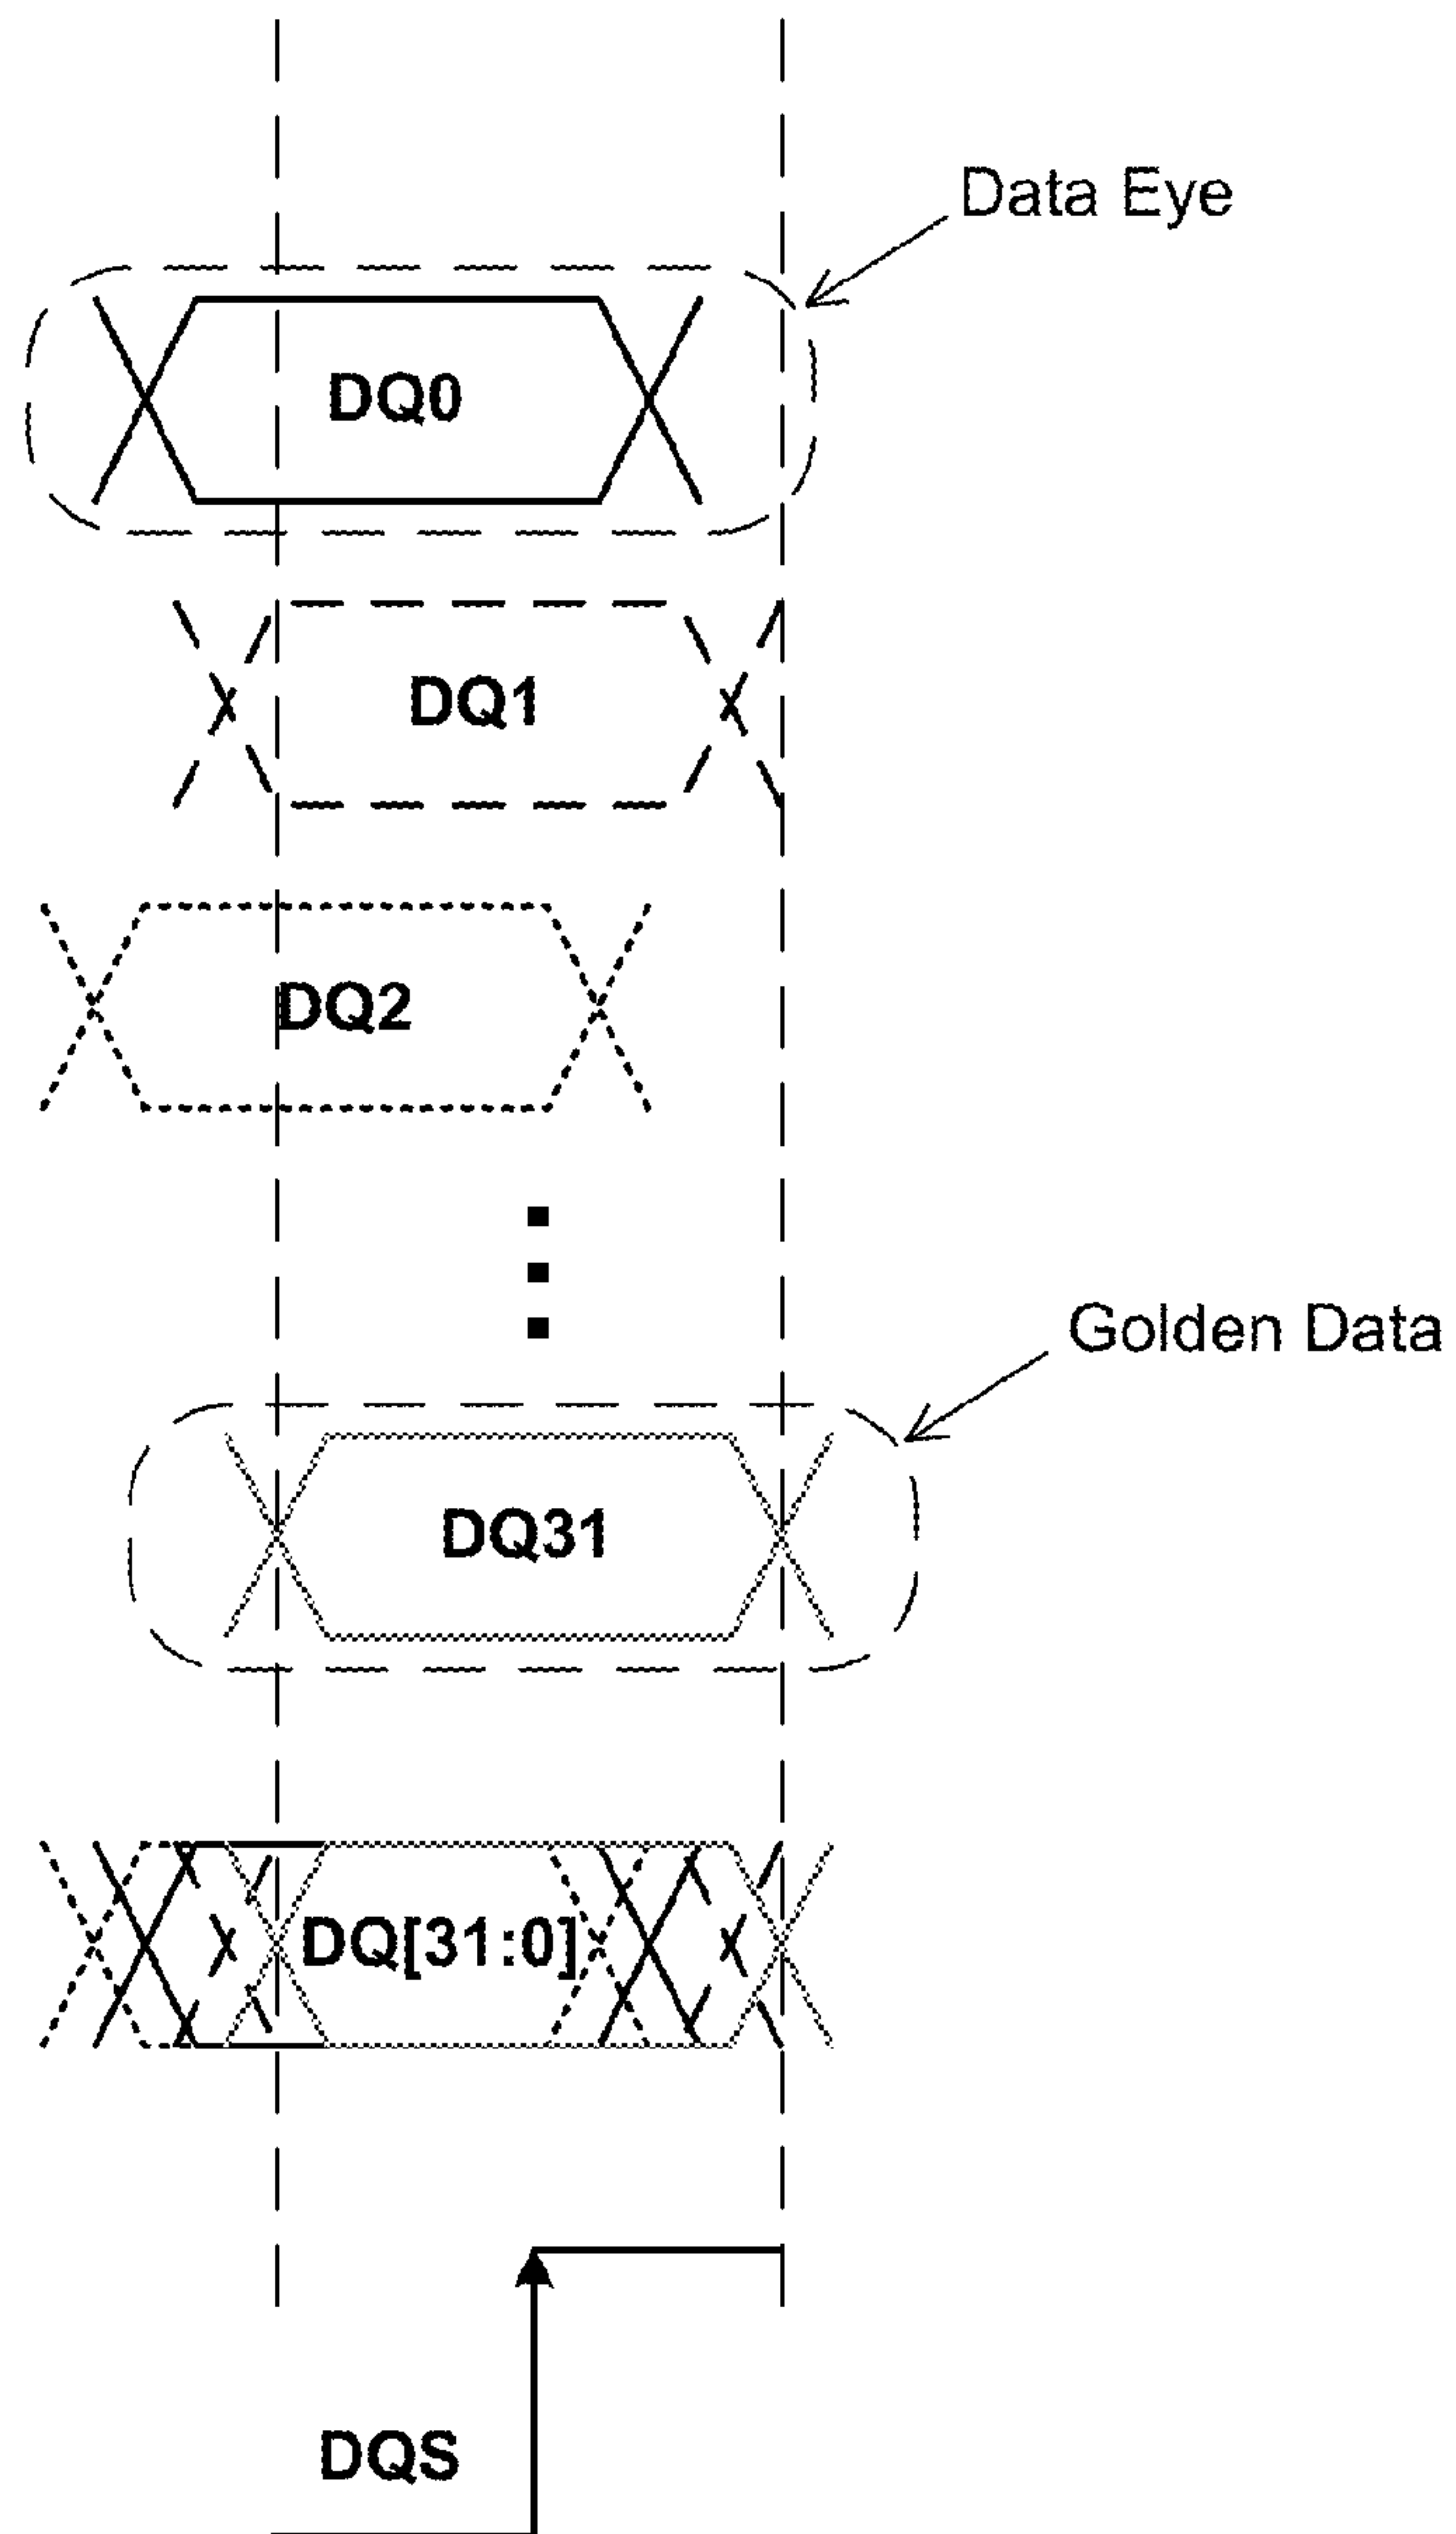 Data Eye
DQ0
DQ1
DQ2
Golden Data
DQ31
DQ[31:0]
DQS